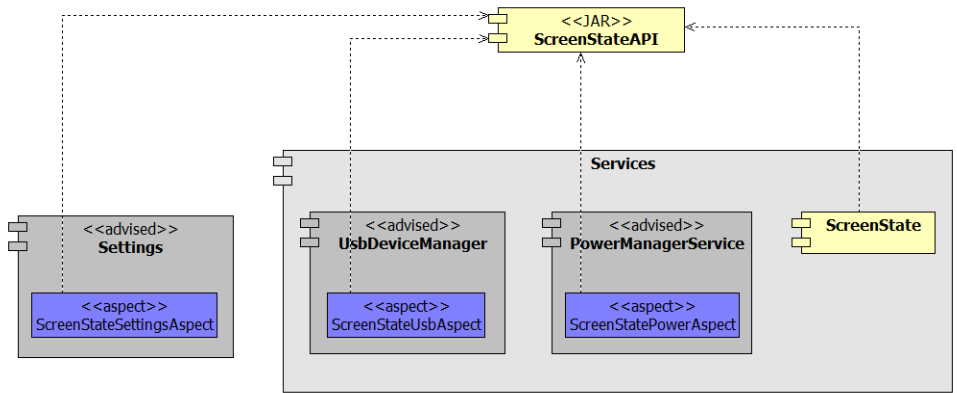 <<JAR>>
ScreenStateAPI
Services
<<advised>>
Settings
<<aspect>>
ScreenStateSettingsAspect
<<advised>>
UsbDeviceManager
<<aspect>>
ScreenStateUsbAspect
<<advised>>
PowerManagerService
<<aspect>>
ScreenStatePowerAspect
ScreenState